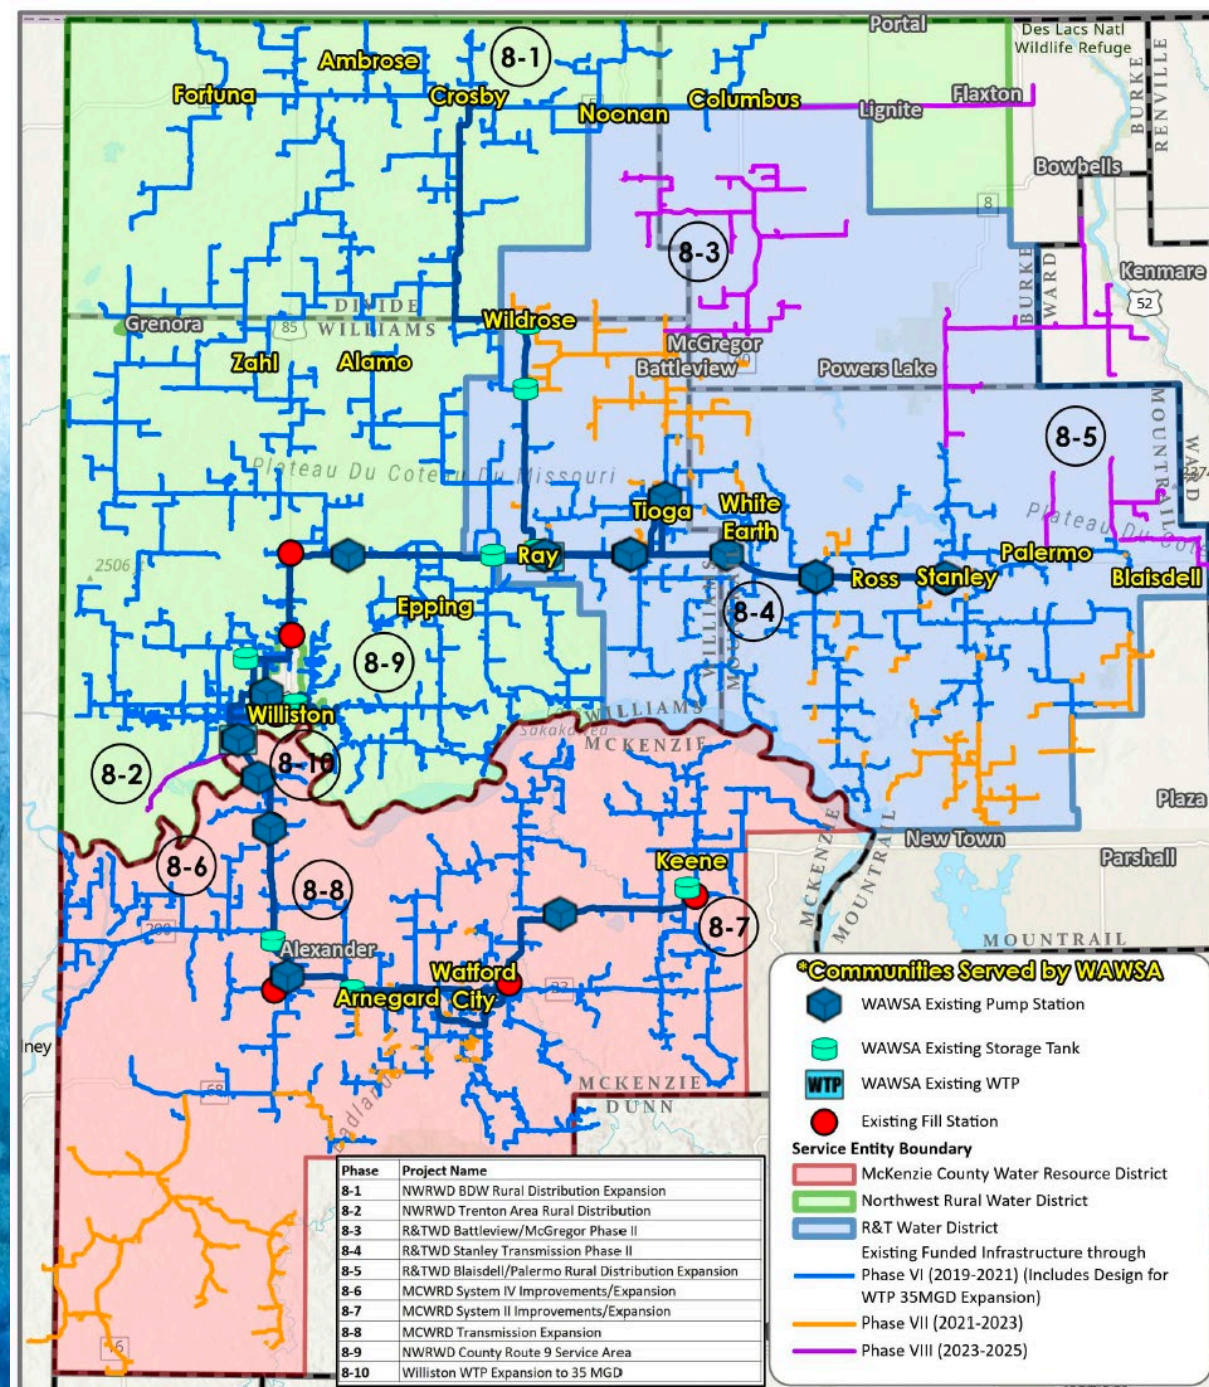 Portal
Des Lacs Natl
Wildlife Refuge
BURKE
RENVILLE
Ambrose
8-1
Fortuna
Crosby
Noonan
Columbus
Lignite
Flaxton
Bowbells
8
8-3
BURKE
WARD
Kenmare
52
DIVIDE
WILLIAMS
Grenora
85
Wildrose
Zahl
Alamo
McGregor
Battleview
Powers Lake
8-5
MOUNTRAIL
WARD
Plateau Du Coteau Du Missouri
Tioga
White
Earth
Plateau Du
2506
Ray
Palermo
Ross
Stanley
Blaisdell
Epping
WILLIAMS
8-4
8-9
Williston
WILLIAMS
MCKENZIE
8-2
8-10
Plaza
8-6
New Town
Parshall
Keene
MCKENZIE
MOUNTRAIL
8-8
8-7
MOUNTRAIL
Alexander
Watford
City
Arnegard
MCKENZIE
DUNN
*Communities Served by WAWSA
WAWSA Existing Pump Station
WAWSA Existing Storage Tank
WTP WAWSA Existing WTP
Existing Fill Station
Service Entity Boundary
McKenzie County Water Resource District
Northwest Rural Water District
R&T Water District
Existing Funded Infrastructure through
Phase VI (2019-2021) (Includes Design for
WTP 35MGD Expansion)
Phase VII (2021-2023)
Phase VIII (2023-2025)
Phase Project Name
8-1 NWRWD BDW Rural Distribution Expansion
8-2 NWRWD Trenton Area Rural Distribution
8-3 R&TWD Battleview/McGregor Phase II
8-4 R&TWD Stanley Transmission Phase II
8-5 R&TWD Blaisdell/Palermo Rural Distribution Expansion
8-6 MCWRD System IV Improvements/Expansion
8-7 MCWRD System II Improvements/Expansion
8-8 MCWRD Transmission Expansion
8-9 NWRWD County Route 9 Service Area
8-10 Williston WTP Expansion to 35 MGD